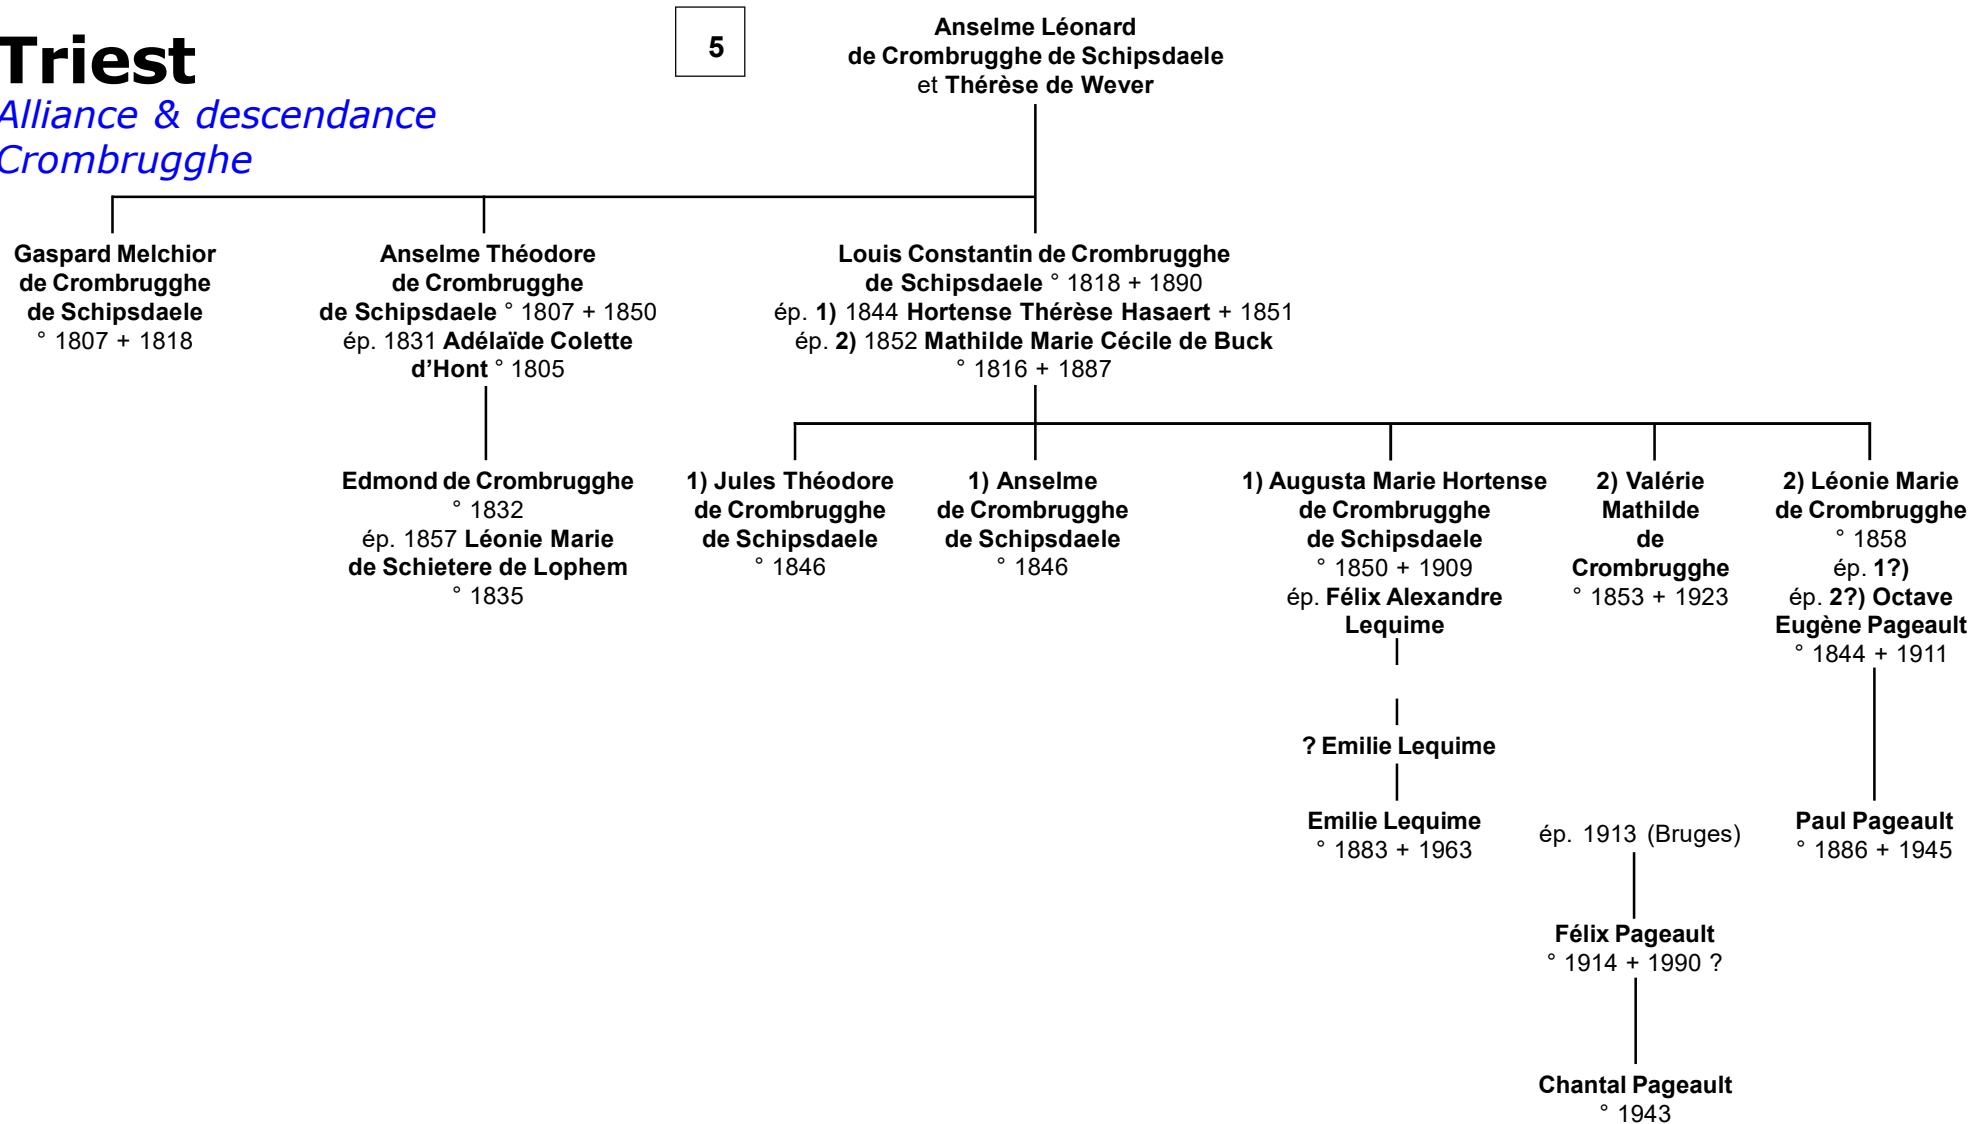 Triest
Alliance & descendance
Crombrugghe
5
Anselme Léonard
de Crombrugghe de Schipsdaele
et Thérèse de Wever
Gaspard Melchior
de Crombrugghe
de Schipsdaele
° 1807 + 1818
Anselme Théodore
de Crombrugghe
de Schipsdaele ° 1807 + 1850
ép. 1831 Adélaïde Colette
d’Hont ° 1805
Louis Constantin de Crombrugghe
de Schipsdaele ° 1818 + 1890
ép. 1) 1844 Hortense Thérèse Hasaert + 1851
ép. 2) 1852 Mathilde Marie Cécile de Buck
° 1816 + 1887
Edmond de Crombrugghe
° 1832
ép. 1857 Léonie Marie
de Schietere de Lophem
° 1835
1) Jules Théodore
de Crombrugghe
de Schipsdaele
° 1846
1) Anselme
de Crombrugghe
de Schipsdaele
° 1846
1) Augusta Marie Hortense
de Crombrugghe
de Schipsdaele
° 1850 + 1909
ép. Félix Alexandre
Lequime
2) Valérie
Mathilde
de
Crombrugghe
° 1853 + 1923
2) Léonie Marie
de Crombrugghe
° 1858
ép. 1?)
ép. 2?) Octave
Eugène Pageault
° 1844 + 1911
? Emilie Lequime
Emilie Lequime
° 1883 + 1963
ép. 1913 (Bruges)
Paul Pageault
° 1886 + 1945
Félix Pageault
° 1914 + 1990 ?
Chantal Pageault
° 1943